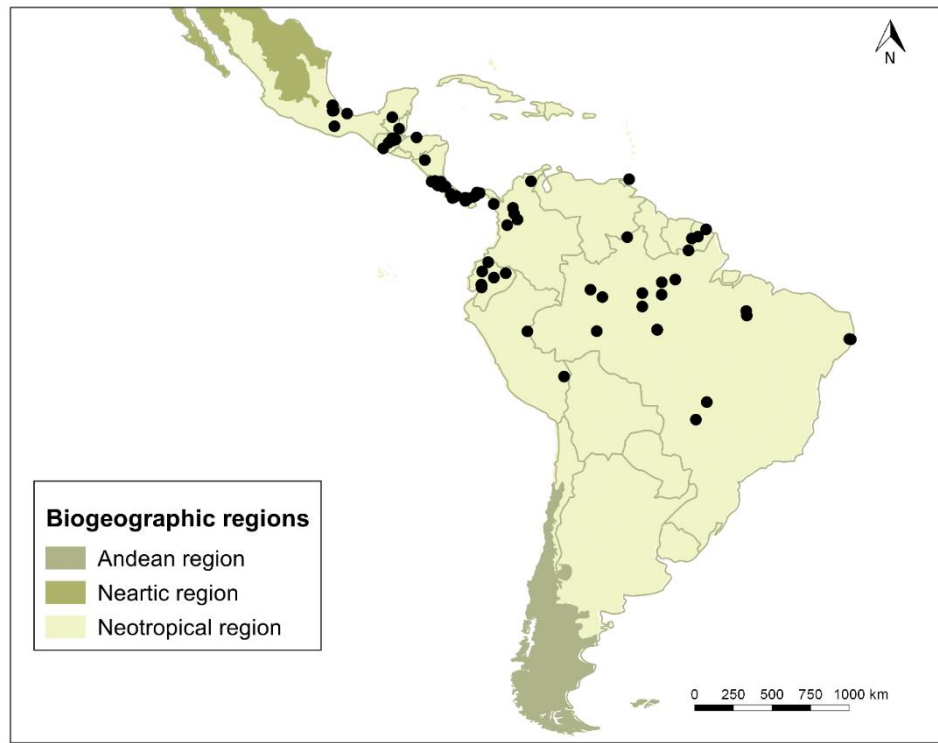 N
Biogeographic regions
Andean region
Neartic region
Neotropical region
0 250 500 750 1000 km